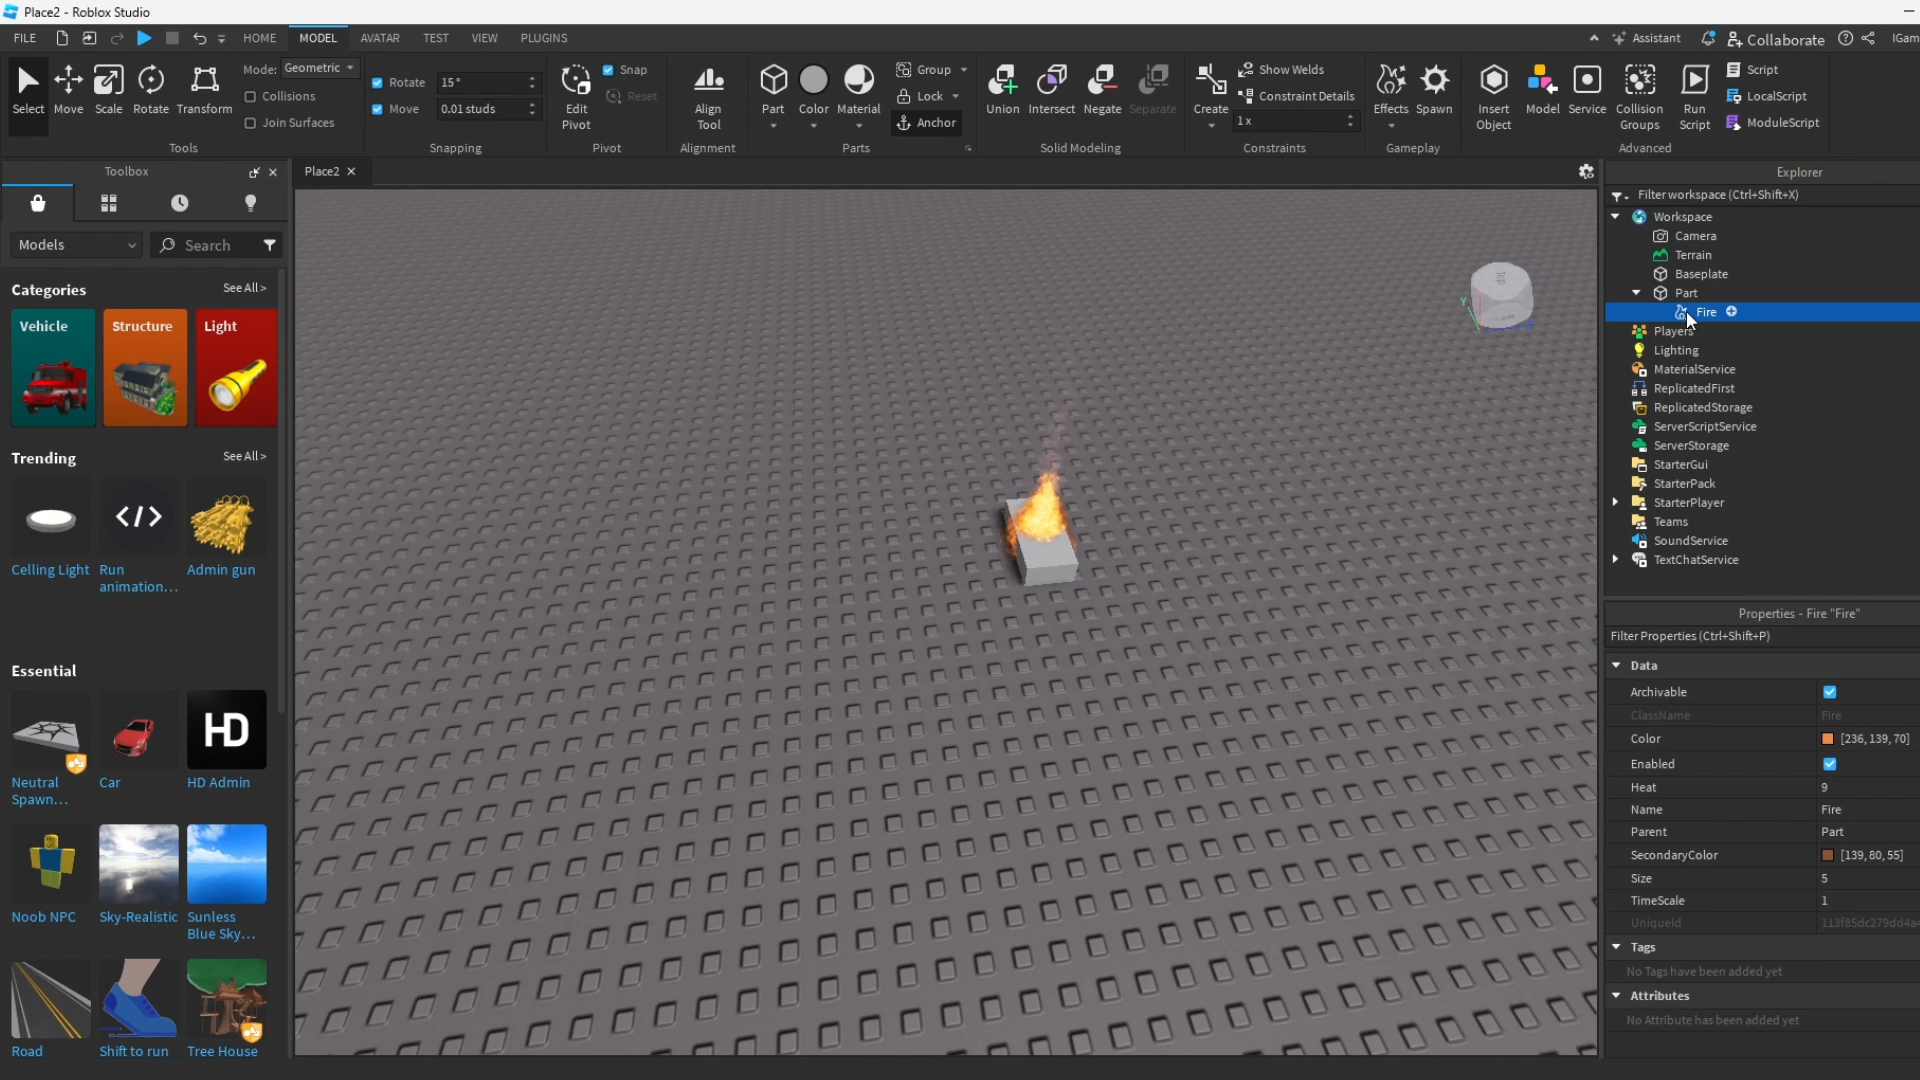 Place2 - Roblox Studio
FILE HOME MODEL AVATAR TEST VIEW PLUGINS Assistant Collaborate IGam
Select Move Scale Rotate Transform
Mode: Geometric
Collisions
Join Surfaces
Tools
Rotate 15°
Move 0.01 studs
Snapping
Edit Pivot
Snap
Reset
Pivot
Align Tool
Alignment
Part Color Material
Group
Lock
Anchor
Parts
Union Intersect Negate Separate
Solid Modeling
Create
Show Welds
Constraint Details
1 x
Constraints
Effects Spawn
Gameplay
Insert Object
Model Service
Collision Groups
Run Script
Script
LocalScript
ModuleScript
Advanced
Toolbox
Models Search
Categories See All >
Vehicle Structure Light
Trending See All >
Celling Light Run animation... Admin gun
Essential
Neutral Spawn... Car HD Admin
HD
Noob NPC Sky-Realistic Sunless Blue Sky...
Road Shift to run Tree House
Place2
Top
Y
Explorer
Filter workspace (Ctrl+Shift+X)
Workspace
Camera
Terrain
Baseplate
Part
Fire
Players
Lighting
MaterialService
ReplicatedFirst
ReplicatedStorage
ServerScriptService
ServerStorage
StarterGui
StarterPack
StarterPlayer
Teams
SoundService
TextChatService
Properties - Fire "Fire"
Filter Properties (Ctrl+Shift+P)
Data
Archivable
ClassName Fire
Color [236, 139, 70]
Enabled
Heat 9
Name Fire
Parent Part
SecondaryColor [139, 80, 55]
Size 5
TimeScale 1
UniqueId 113f85dc279dd4a
Tags
No Tags have been added yet
Attributes
No Attribute has been added yet